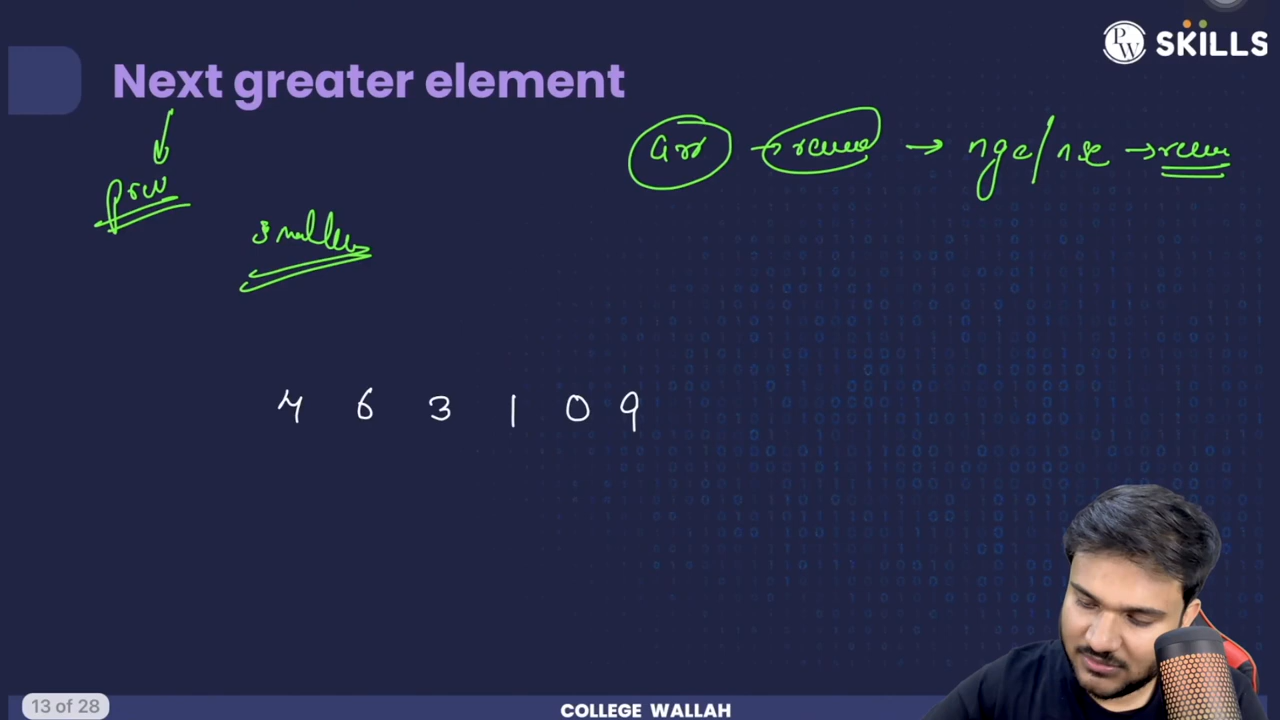 PW SKILLS
Next greater element
arr → reverse → nge/nse → reverse
prev
smaller
4 6 3 1 0 9
13 of 28
COLLEGE WALLAH